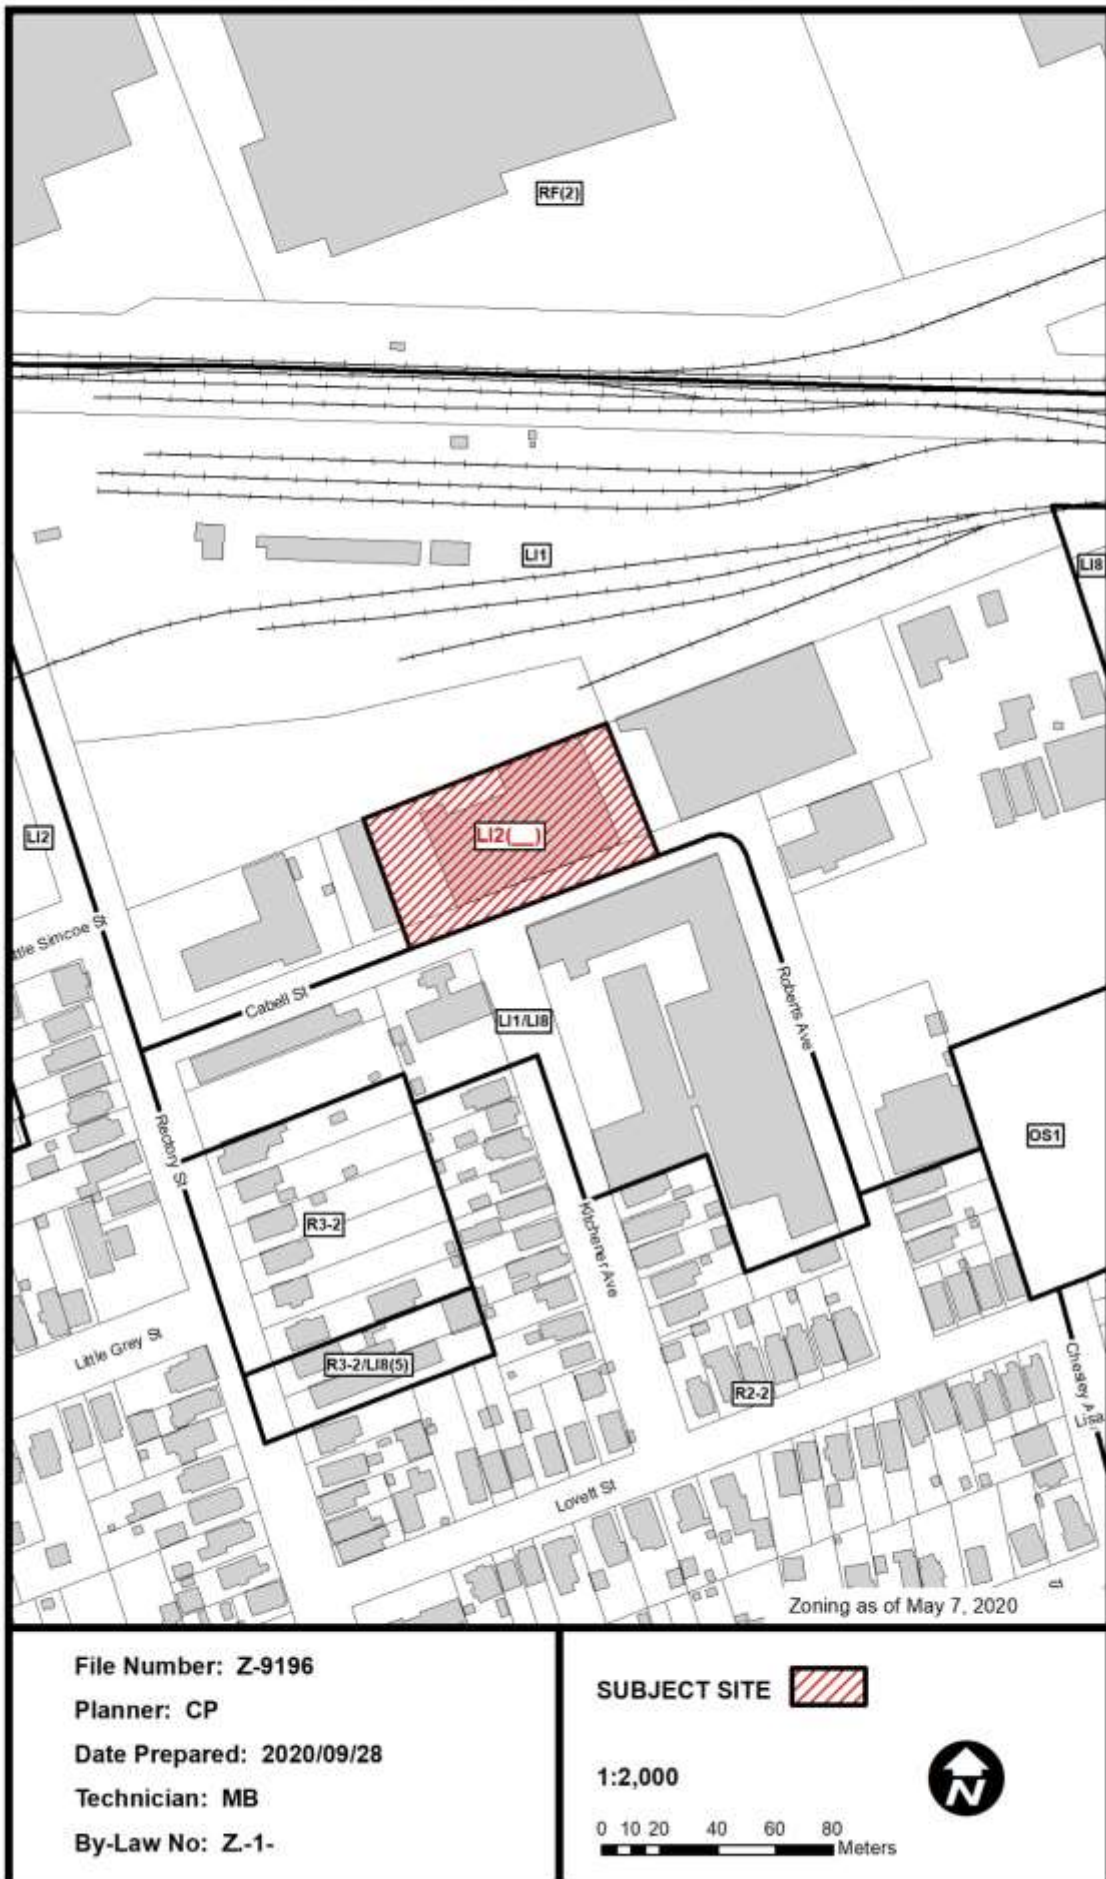 RF(2)
LI1
LI8
LI2
LI2(__)
ttle Simcoe St
Cabell St
LI1/LI8
Roberts Ave
OS1
Rectory St
R3-2
Kitchener Ave
Little Grey St
R3-2/LI8(5)
R2-2
Chesley A
Lisa
Lovett St
Zoning as of May 7, 2020
File Number: Z-9196
Planner: CP
Date Prepared: 2020/09/28
Technician: MB
By-Law No: Z.-1-
SUBJECT SITE
1:2,000
N
0 10 20 40 60 80
Meters